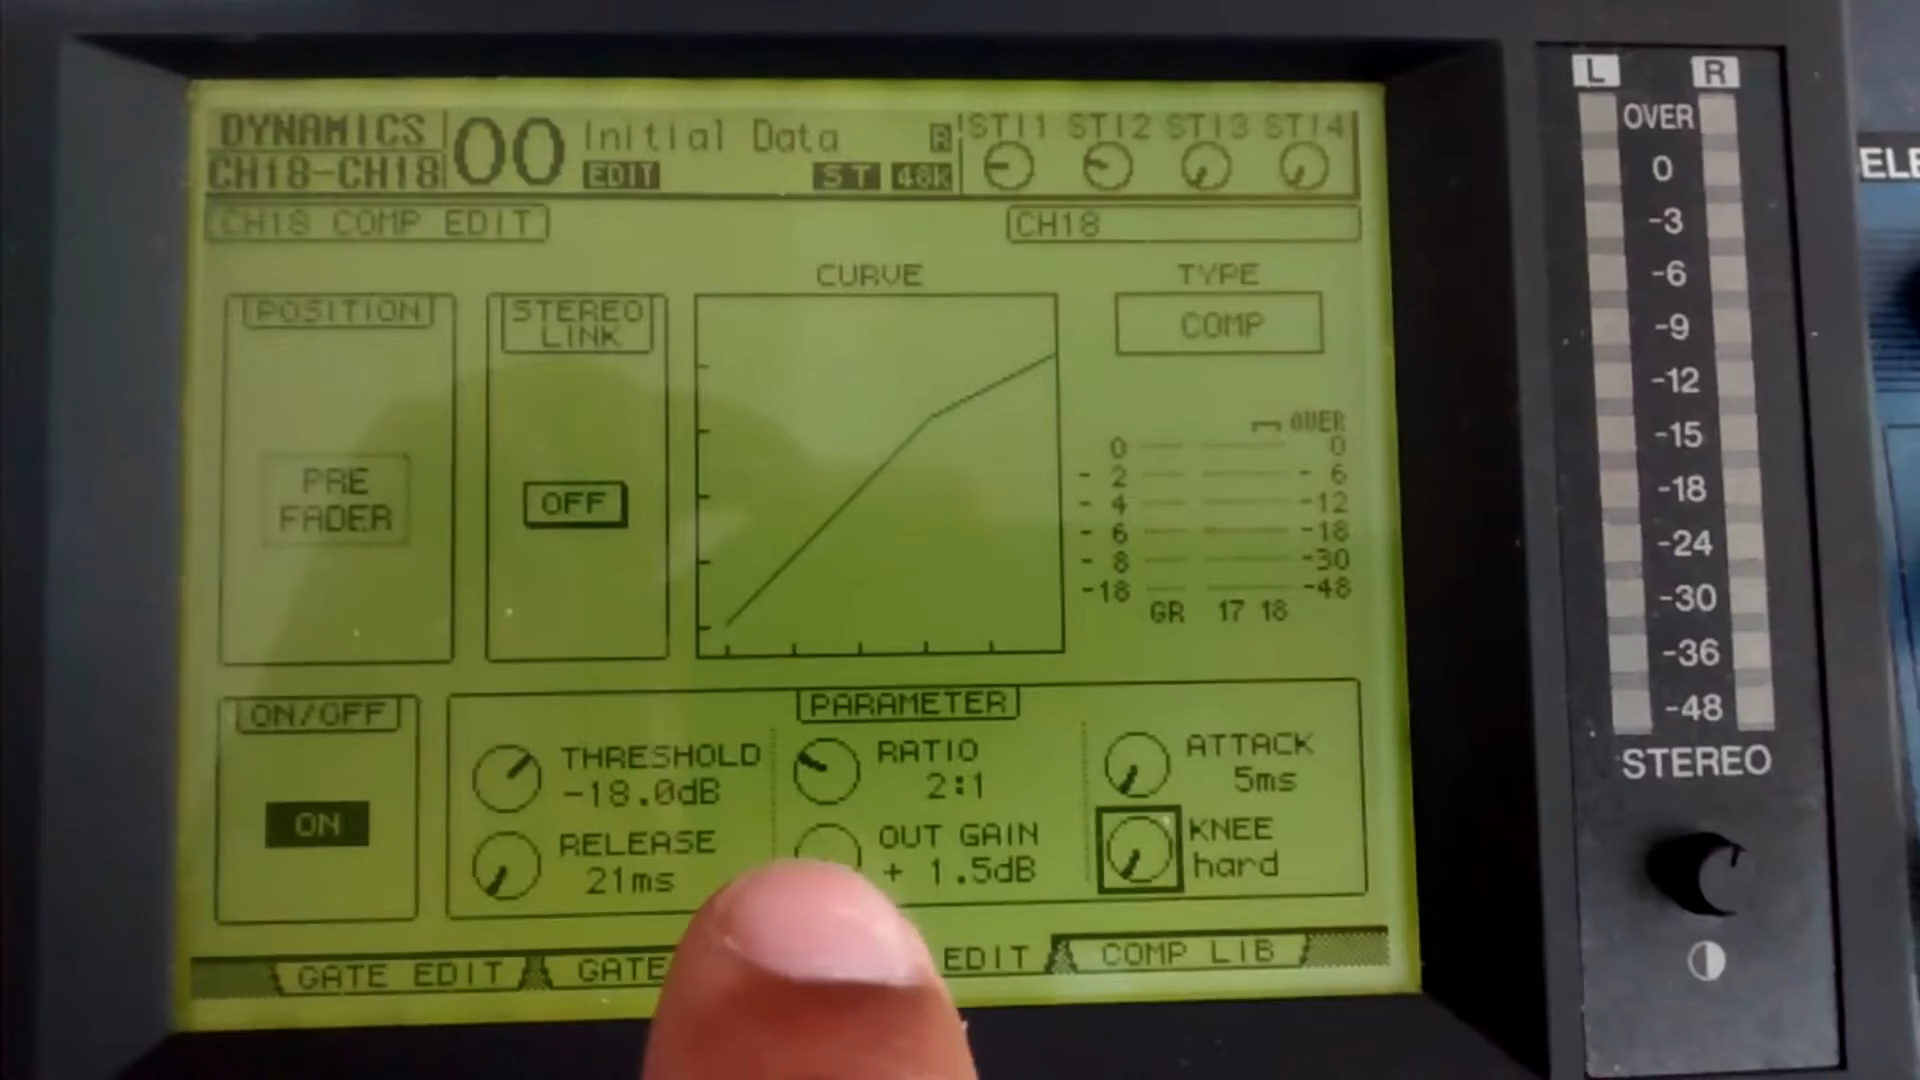 DYNAMICS
CH18-CH18
00
Initial Data
R
EDIT
ST
48K
STI1 STI2 STI3 STI4
CH18 COMP EDIT
CH18
POSITION
PRE
FADER
STEREO
LINK
OFF
CURVE
TYPE
COMP
OVER
0 0
- 2 - 6
- 4 -12
- 6 -18
- 8 -30
-18 -48
GR 17 18
ON/OFF
ON
PARAMETER
THRESHOLD
-18.0dB
RATIO
2:1
ATTACK
5ms
RELEASE
21ms
OUT GAIN
+ 1.5dB
KNEE
hard
GATE EDIT
GATE
EDIT
COMP LIB
L R
OVER
0
-3
-6
-9
-12
-15
-18
-24
-30
-36
-48
STEREO